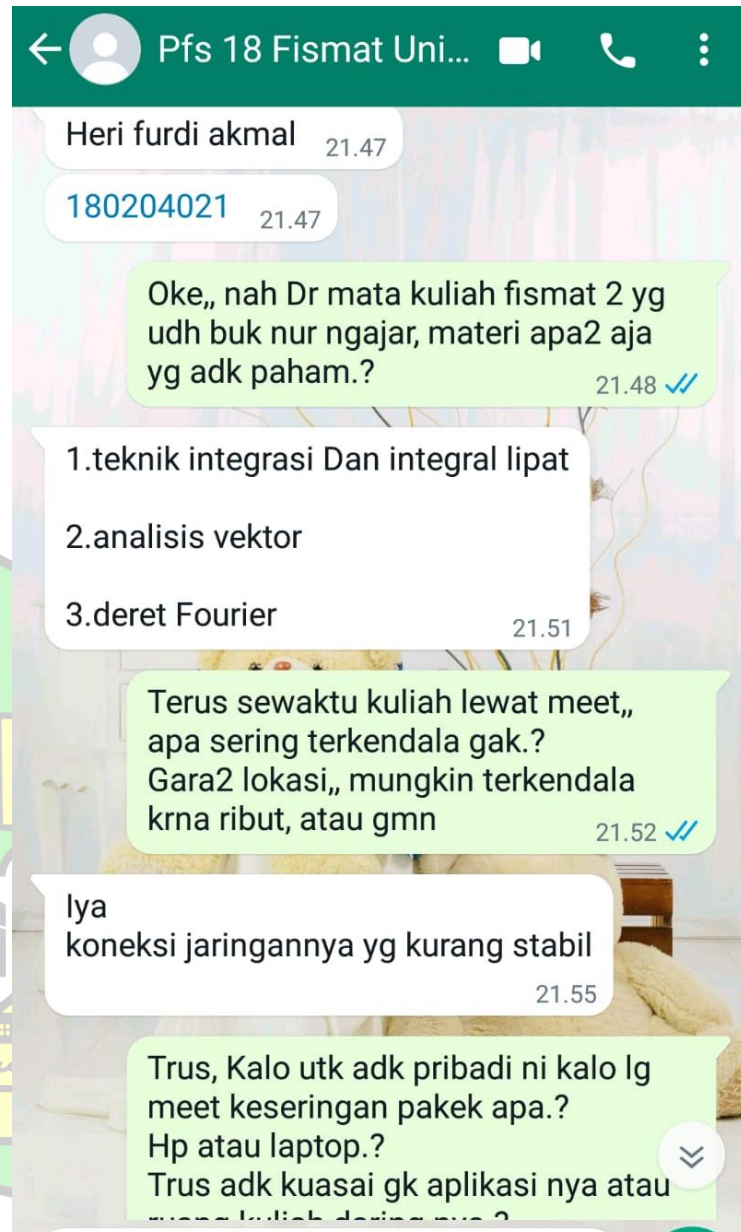 Pfs 18 Fismat Uni...
Heri furdi akmal 21.47
180204021 21.47
Oke,, nah Dr mata kuliah fismat 2 yg
udh buk nur ngajar, materi apa2 aja
yg adk paham.? 21.48
1.teknik integrasi Dan integral lipat
2.analisis vektor
3.deret Fourier 21.51
Terus sewaktu kuliah lewat meet,,
apa sering terkendala gak.?
Gara2 lokasi,, mungkin terkendala
krna ribut, atau gmn 21.52
Iya
koneksi jaringannya yg kurang stabil
21.55
Trus, Kalo utk adk pribadi ni kalo lg
meet keseringan pakek apa.?
Hp atau laptop.?
Trus adk kuasai gk aplikasi nya atau